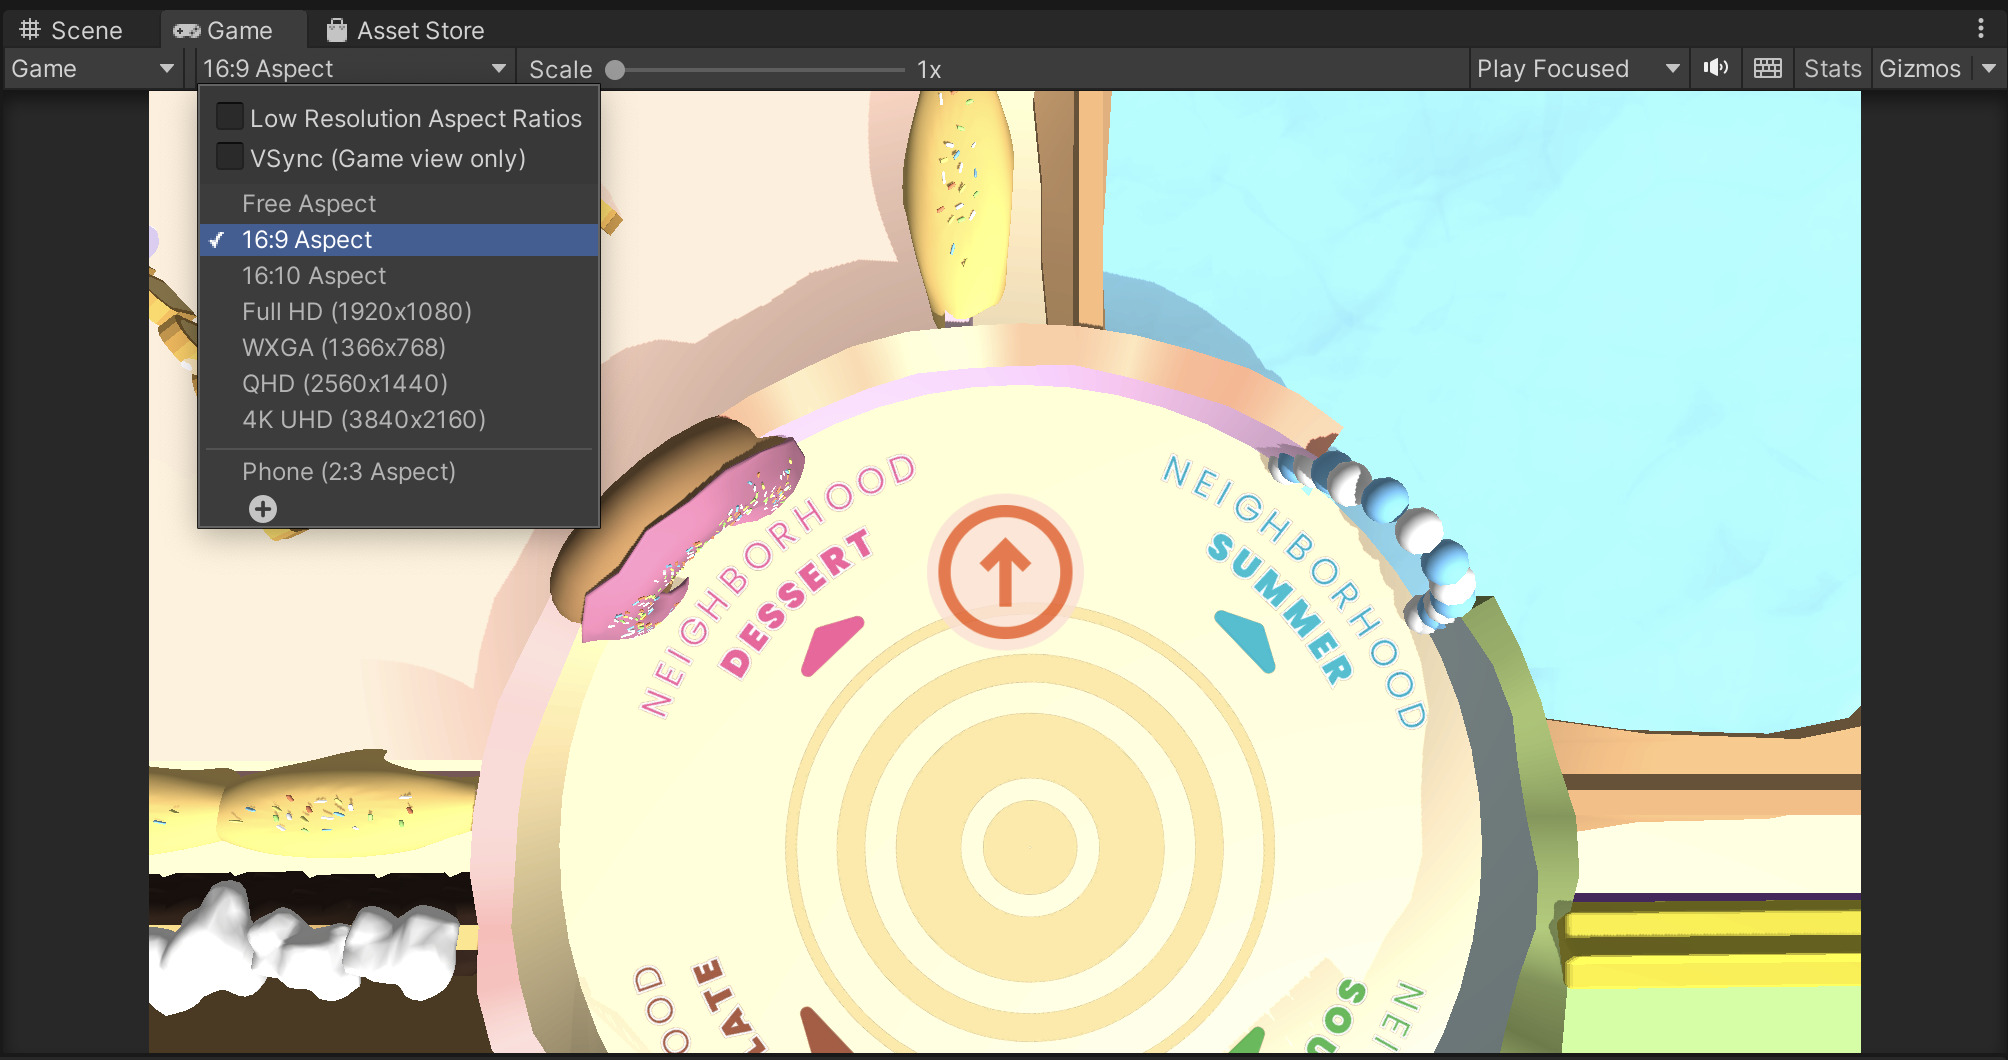 Scene
Game
Asset Store
Game
16:9 Aspect
Scale
1x
Play Focused
Stats
Gizmos
Low Resolution Aspect Ratios
VSync (Game view only)
Free Aspect
16:9 Aspect
16:10 Aspect
Full HD (1920x1080)
WXGA (1366x768)
QHD (2560x1440)
4K UHD (3840x2160)
Phone (2:3 Aspect)
NEIGHBORHOOD
DESSERT
NEIGHBORHOOD
SUMMER
OOD
LATE
SOU
NEI